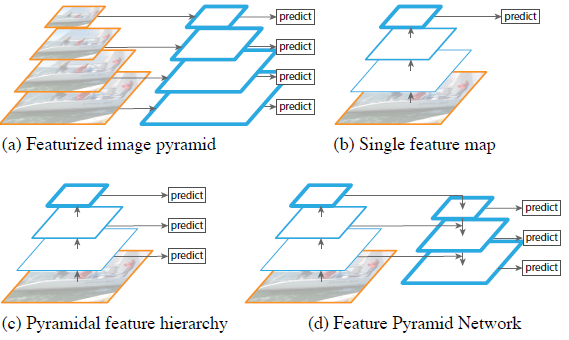 predict
predict
predict
predict
predict
(a) Featurized image pyramid
(b) Single feature map
predict
predict
predict
predict
predict
predict
(c) Pyramidal feature hierarchy
(d) Feature Pyramid Network